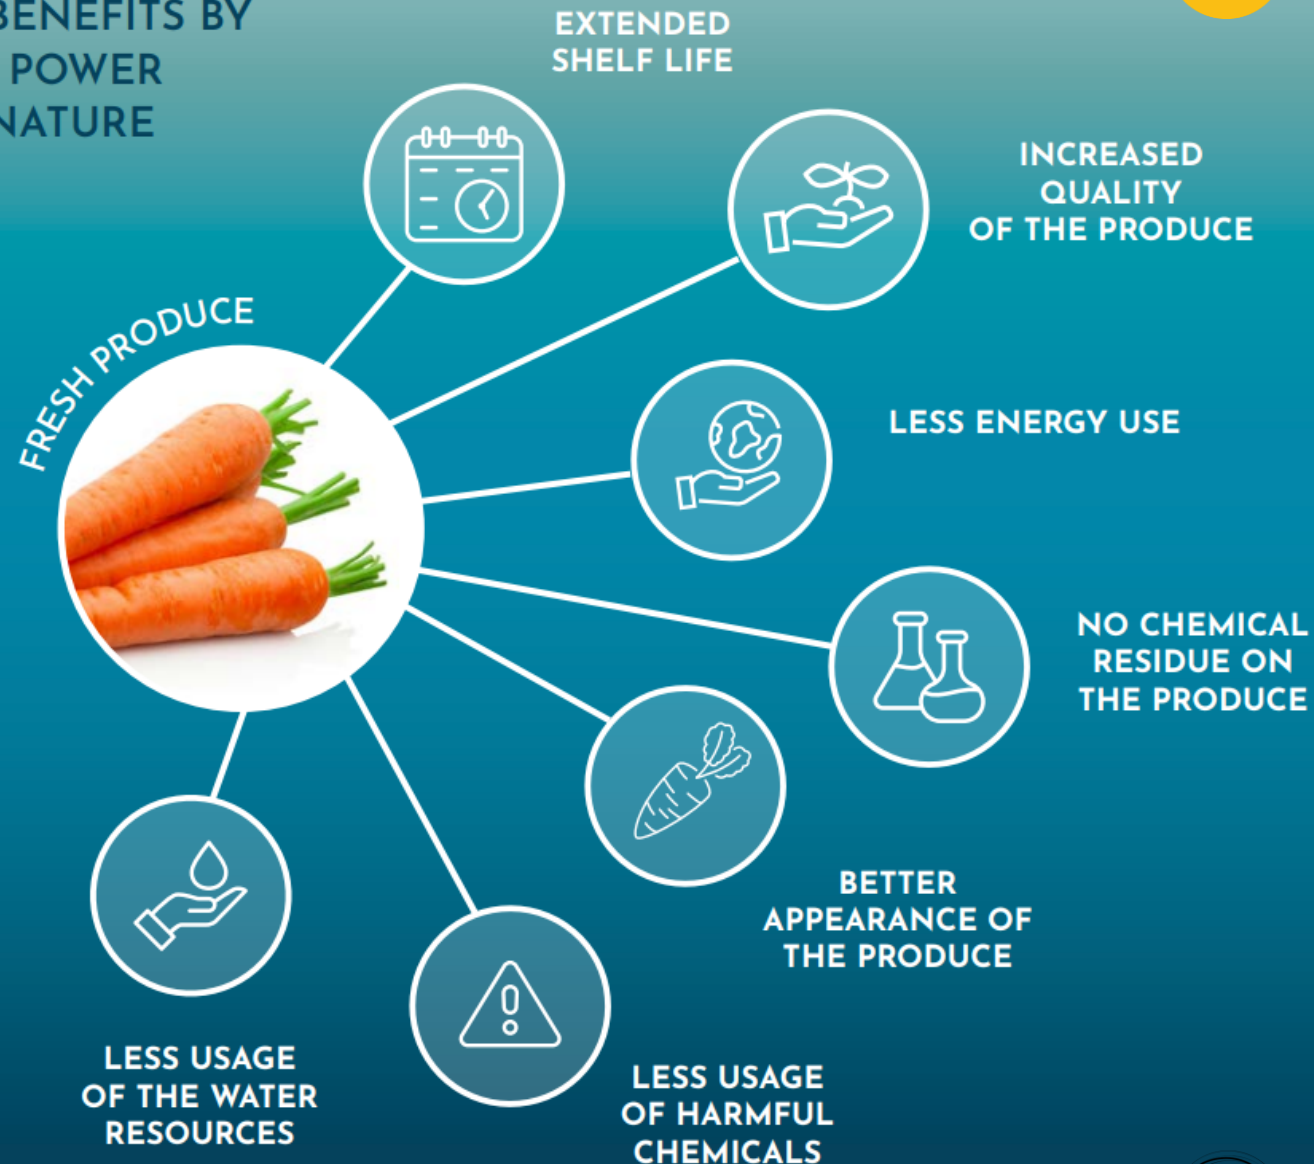 BENEFITS BY
POWER
NATURE
EXTENDED
SHELF LIFE
INCREASED
QUALITY
OF THE PRODUCE
FRESH PRODUCE
LESS ENERGY USE
NO CHEMICAL
RESIDUE ON
THE PRODUCE
BETTER
APPEARANCE OF
THE PRODUCE
LESS USAGE
OF THE WATER
RESOURCES
LESS USAGE
OF HARMFUL
CHEMICALS